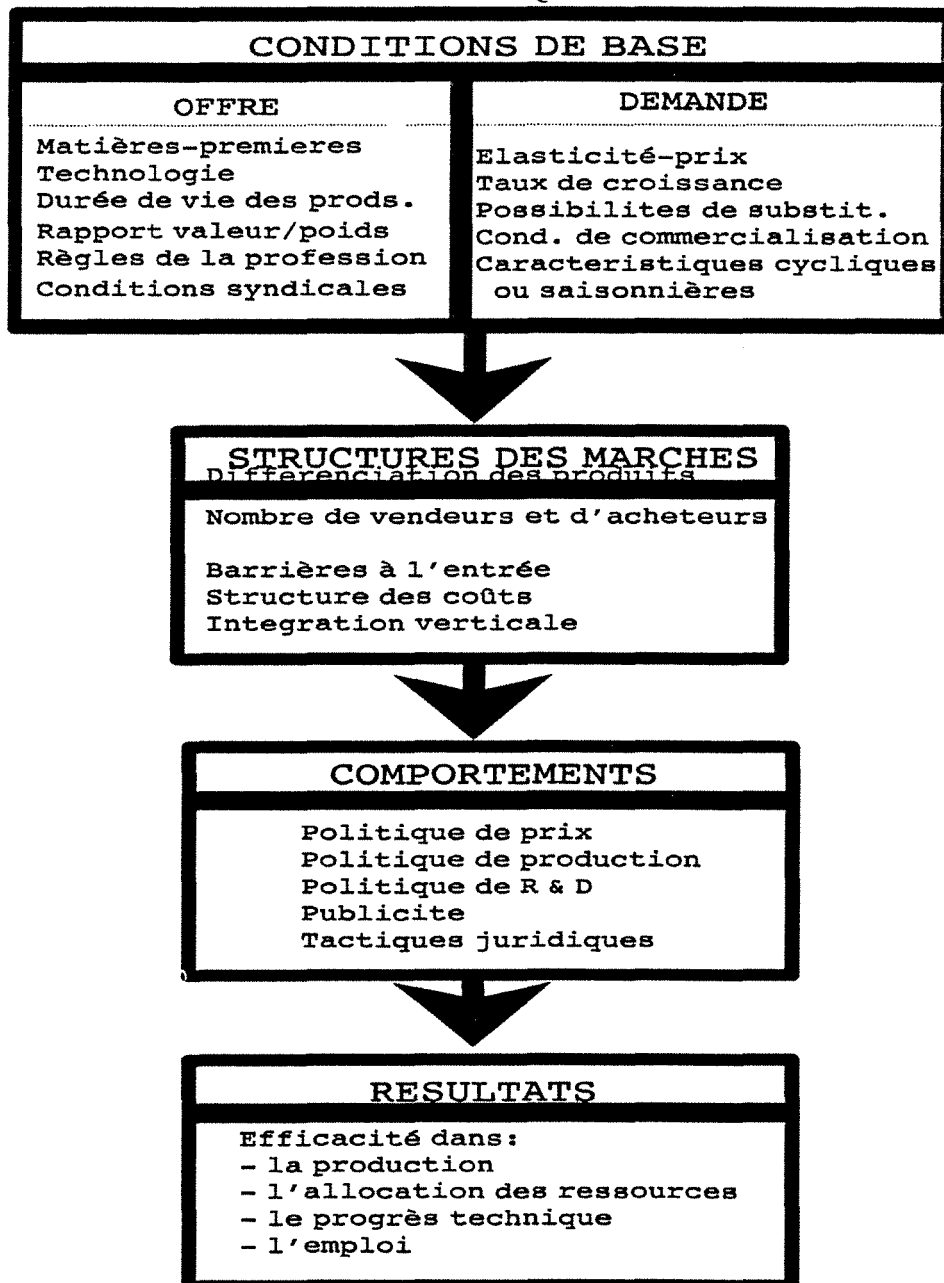 CONDITIONS DE BASE
OFFRE
Matières-premieres
Technologie
Durée de vie des prods.
Rapport valeur/poids
Règles de la profession
Conditions syndicales
DEMANDE
Elasticité-prix
Taux de croissance
Possibilites de substit.
Cond. de commercialisation
Caracteristiques cycliques
ou saisonnières
STRUCTURES DES MARCHES
Differenciation des produits
Nombre de vendeurs et d'acheteurs
Barrières à l'entrée
Structure des coûts
Integration verticale
COMPORTEMENTS
Politique de prix
Politique de production
Politique de R & D
Publicite
Tactiques juridiques
RESULTATS
Efficacité dans:
- la production
- l'allocation des ressources
- le progrès technique
- l'emploi